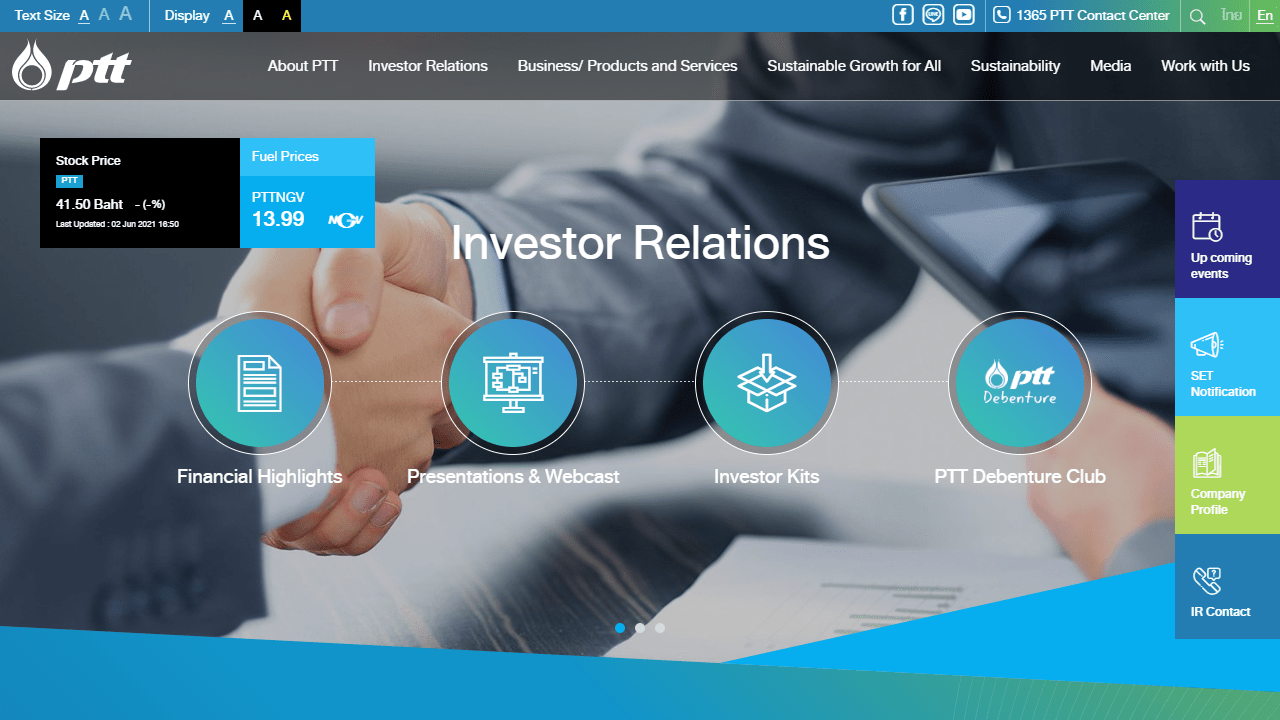 Text Size A A A
Display A A A
LINE
1365 PTT Contact Center
ไทย
En
ptt
About PTT
Investor Relations
Business/ Products and Services
Sustainable Growth for All
Sustainability
Media
Work with Us
Stock Price
PTT
41.50 Baht - (-%)
Last Updated : 02 Jun 2021 16:50
Fuel Prices
PTTNGV
13.99
NGV
Investor Relations
ptt
Debenture
Financial Highlights
Presentations & Webcast
Investor Kits
PTT Debenture Club
Up coming
events
SET
Notification
Company
Profile
IR Contact